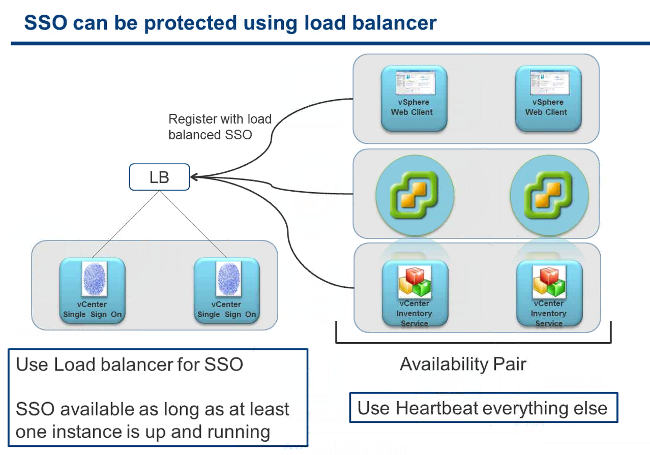 SSO can be protected using load balancer
Register with load
balanced SSO
LB
vSphere
Web Client
vSphere
Web Client
vCenter
Single Sign On
vCenter
Single Sign On
vCenter
Inventory
Service
vCenter
Inventory
Service
Use Load balancer for SSO
SSO available as long as at least
one instance is up and running
Availability Pair
Use Heartbeat everything else